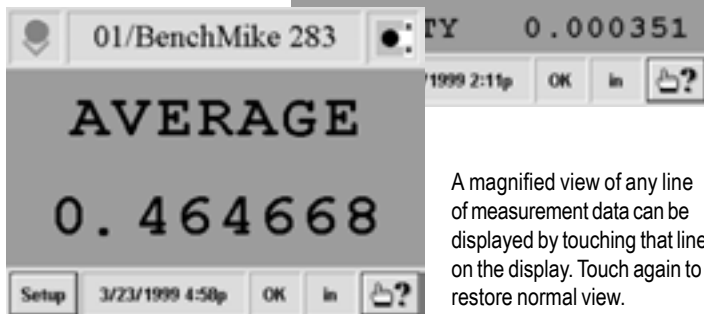 01/BenchMike 283
AVERAGE
0.464668
Setup 3/23/1999 4:58p OK in ?
TY 0.000351
/1999 2:11p OK in ?
A magnified view of any line
of measurement data can be
displayed by touching that line
on the display. Touch again to
restore normal view.